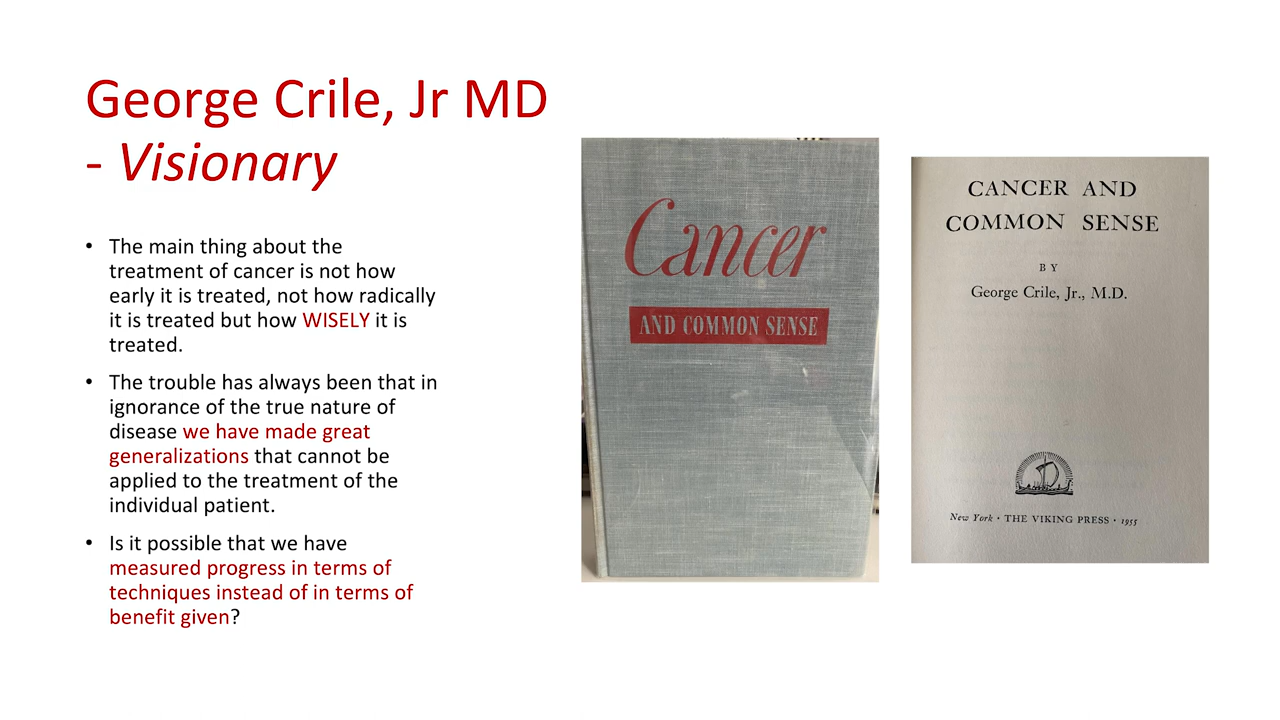 George Crile, Jr MD
- Visionary
• The main thing about the
treatment of cancer is not how
early it is treated, not how radically
it is treated but how WISELY it is
treated.
• The trouble has always been that in
ignorance of the true nature of
disease we have made great
generalizations that cannot be
applied to the treatment of the
individual patient.
• Is it possible that we have
measured progress in terms of
techniques instead of in terms of
benefit given?
Cancer
AND COMMON SENSE
CANCER AND
COMMON SENSE
BY
George Crile, Jr., M.D.
New York · THE VIKING PRESS · 1955